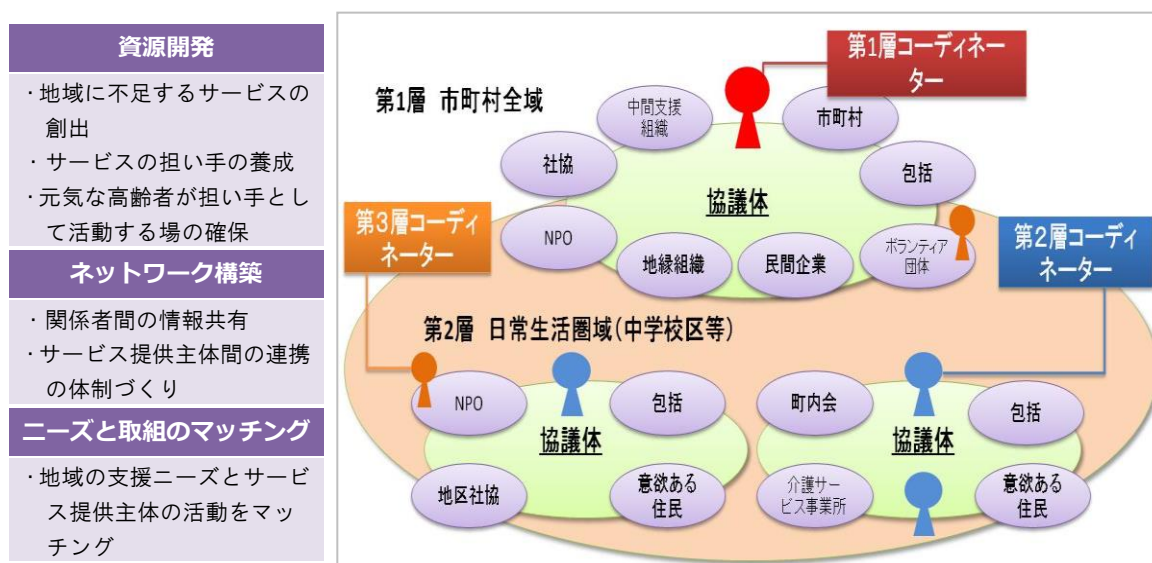 資源開発
・地域に不足するサービスの
創出
・サービスの担い手の養成
・元気な高齢者が担い手とし
て活動する場の確保
ネットワーク構築
・関係者間の情報共有
・サービス提供主体間の連携
の体制づくり
ニーズと取組のマッチング
・地域の支援ニーズとサービ
ス提供主体の活動をマッ
チング
第1層コーディネー
ター
第1層 市町村全域
中間支援
組織
市町村
社協
包括
協議体
NPO
地縁組織
民間企業
ボランティア
団体
第3層コーディ
ネーター
第2層コーディ
ネーター
第2層 日常生活圏域(中学校区等)
NPO
包括
協議体
地区社協
意欲ある
住民
町内会
包括
協議体
介護サー
ビス事業所
意欲ある
住民